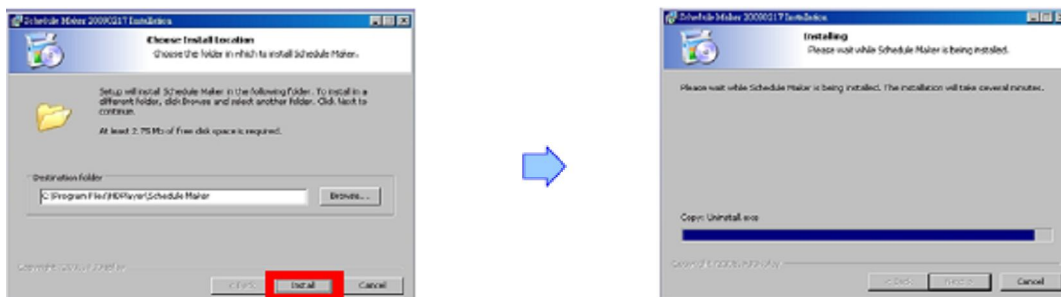 Schedule Maker 20090217 Installation
Choose Install Location
Choose the folder in which to install Schedule Maker.
Setup will install Schedule Maker in the following folder. To install in a
different folder, click Browse and select another folder. Click Next to
continue.
At least 2.75 Mb of free disk space is required.
Destination folder
C:\Program Files\HDPlayer\Schedule Maker
Browse...
Copyright
< Back
Install
Cancel
Schedule Maker 20090217 Installation
Installing
Please wait while Schedule Maker is being installed.
Please wait while Schedule Maker is being installed. The installation will take several minutes.
Copy: Uninstall.exe
Copyright
< Back
Next >
Cancel